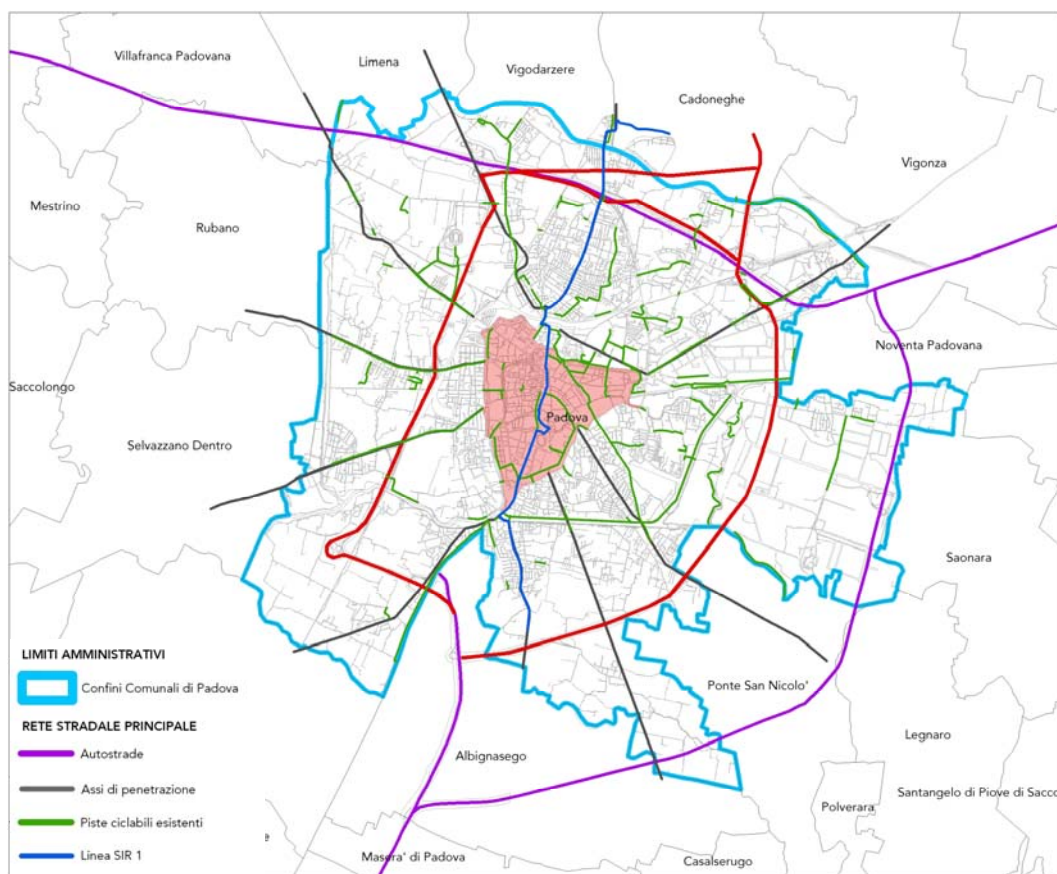 Villafranca Padovana
Limena
Vigodarzere
Cadoneghe
Vigonza
Mestrino
Rubano
Noventa Padovana
Saccolongo
Padova
Selvazzano Dentro
Saonara
LIMITI AMMINISTRATIVI
Confini Comunali di Padova
RETE STRADALE PRINCIPALE
Autostrade
Assi di penetrazione
Piste ciclabili esistenti
Linea SIR 1
Ponte San Nicolo'
Legnaro
Albignasego
Polverara
Santangelo di Piove di Sacco
e
Masera' di Padova
Casalserugo